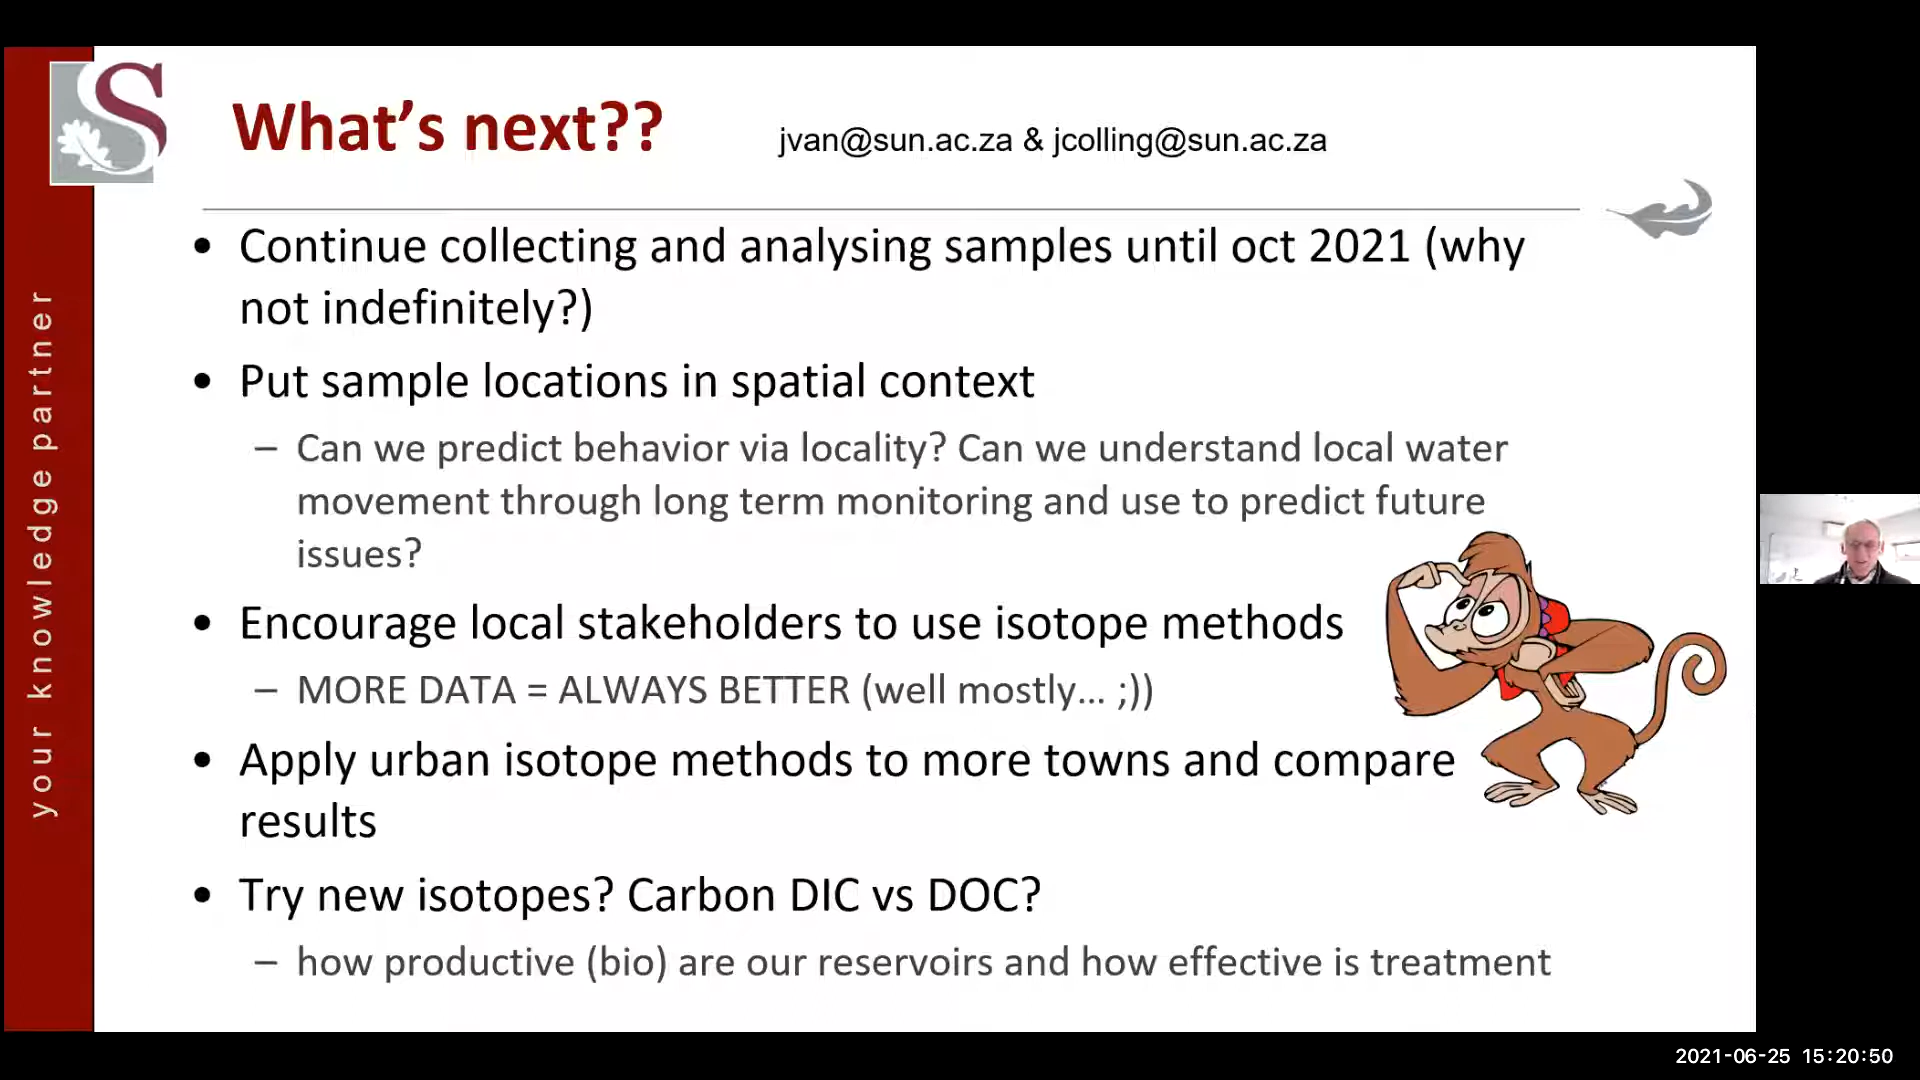 What's next??
jvan@sun.ac.za & jcolling@sun.ac.za
• Continue collecting and analysing samples until oct 2021 (why
not indefinitely?)
• Put sample locations in spatial context
– Can we predict behavior via locality? Can we understand local water
movement through long term monitoring and use to predict future
issues?
• Encourage local stakeholders to use isotope methods
– MORE DATA = ALWAYS BETTER (well mostly... ;))
• Apply urban isotope methods to more towns and compare
results
• Try new isotopes? Carbon DIC vs DOC?
– how productive (bio) are our reservoirs and how effective is treatment
your knowledge partner
S
2021-06-25 15:20:50